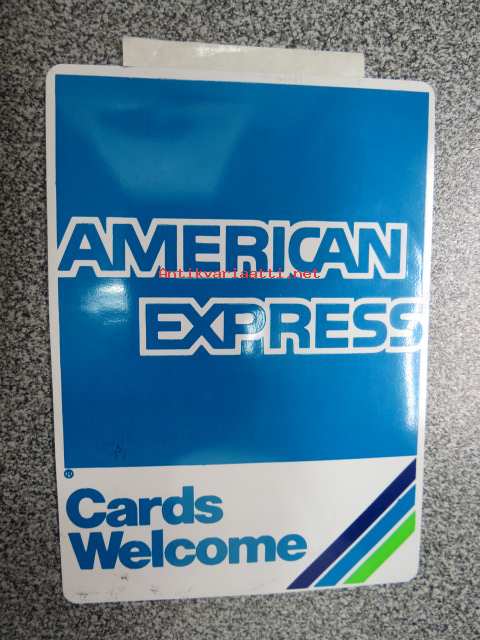 AMERICAN
Antikvariaatti.net
EXPRESS
®
Cards
Welcome